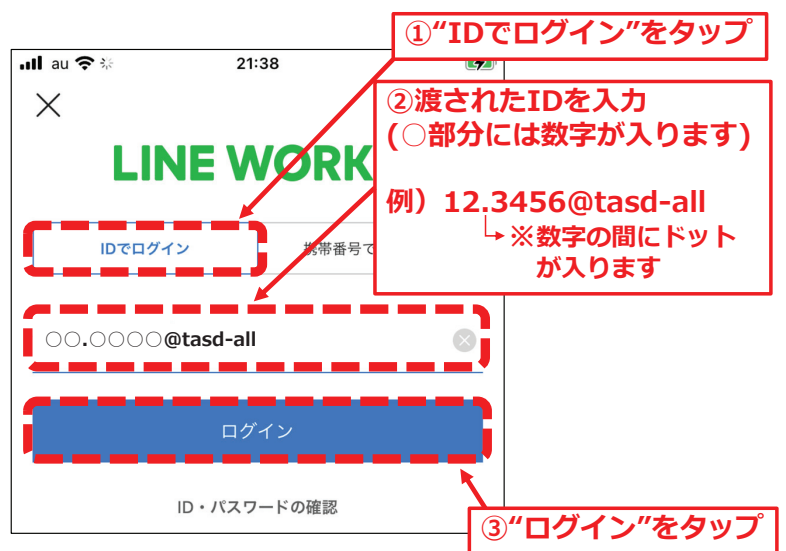 ①“IDでログイン”をタップ
au 21:38
②渡されたIDを入力
(○部分には数字が入ります)
例）12.3456@tasd-all
※数字の間にドット
が入ります
LINE WORK
IDでログイン
携帯番号で
○○.○○○○@tasd-all
ログイン
ID・パスワードの確認
③“ログイン”をタップ